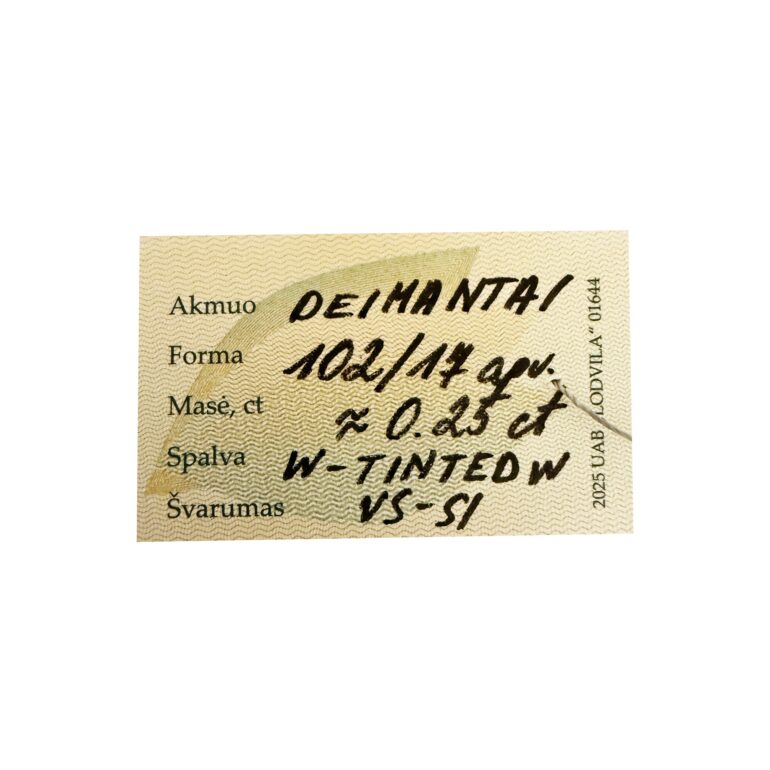 Akmuo DEIMANTAI
Forma 102/17 apv.
Masė, ct ≈ 0.25 ct
Spalva W-TINTED W
Švarumas VS-SI
2025 UAB „LODVILA“ 01644